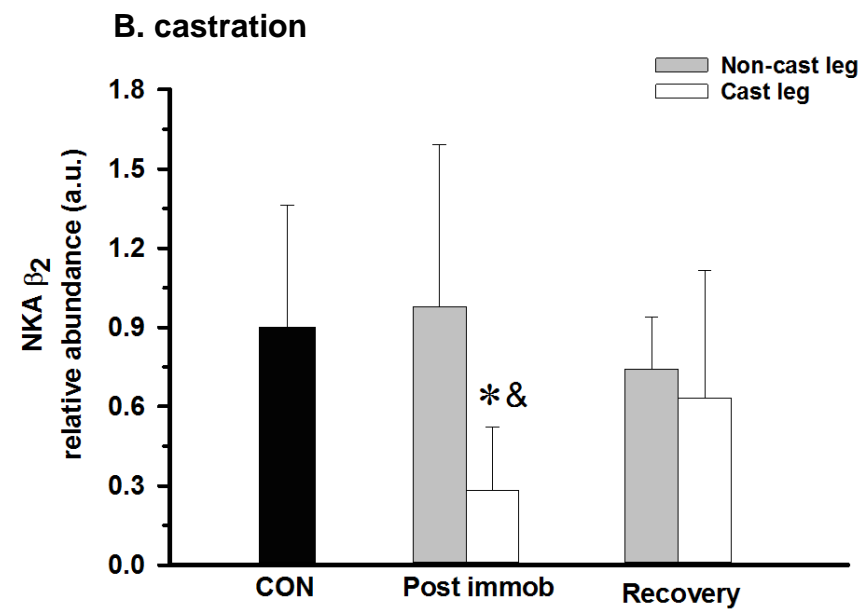 B. castration
Non-cast leg
Cast leg
NKA β2
relative abundance (a.u.)
1.8
1.5
1.2
0.9
0.6
0.3
0.0
*&
CON
Post immob
Recovery